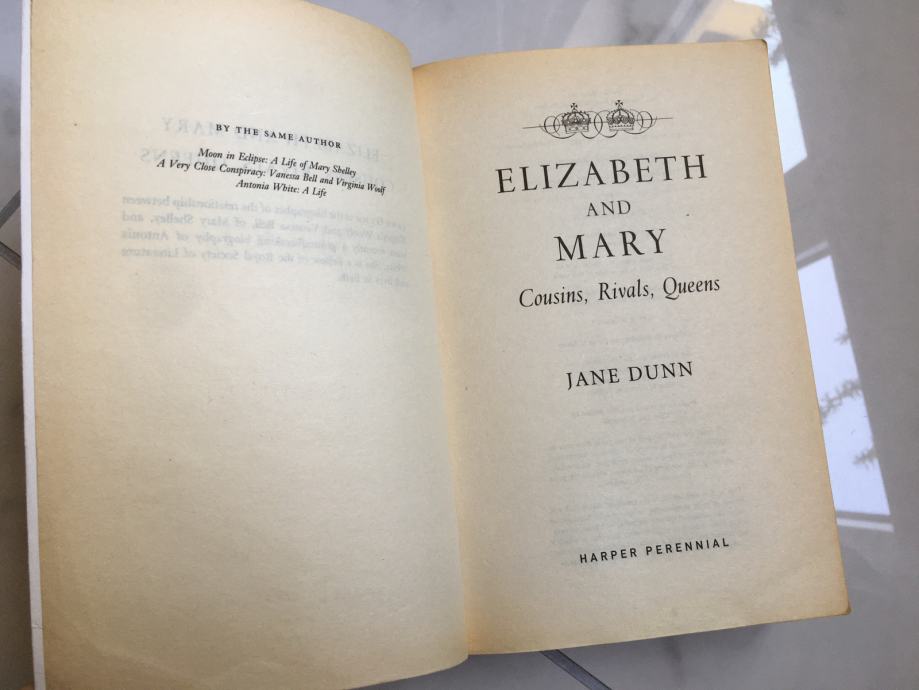 BY THE SAME AUTHOR
Moon in Eclipse: A Life of Mary Shelley
A Very Close Conspiracy: Vanessa Bell and Virginia Woolf
Antonia White: A Life
ELIZABETH
AND
MARY
Cousins, Rivals, Queens
JANE DUNN
HARPER PERENNIAL